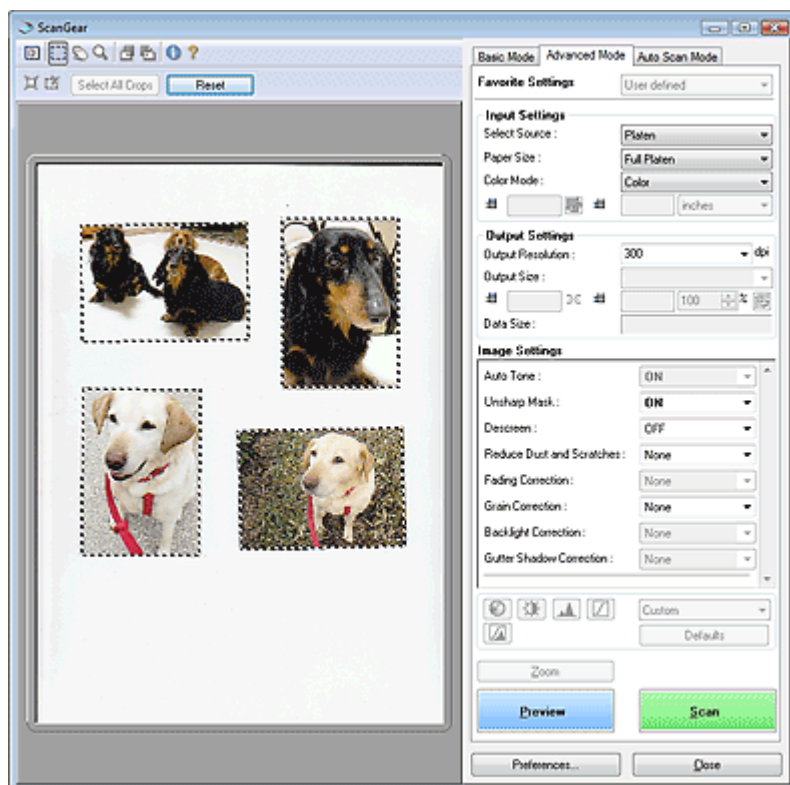 ScanGear
Select All Crops Reset
Basic Mode Advanced Mode Auto Scan Mode
Favorite Settings User defined
Input Settings
Select Source : Platen
Paper Size : Full Platen
Color Mode : Color
inches
Output Settings
Output Resolution : 300 dpi
Output Size :
100 %
Data Size :
Image Settings
Auto Tone : ON
Unsharp Mask : ON
Descreen : OFF
Reduce Dust and Scratches : None
Fading Correction : None
Grain Correction : None
Backlight Correction : None
Gutter Shadow Correction : None
Custom
Defaults
Zoom
Preview Scan
Preferences... Close